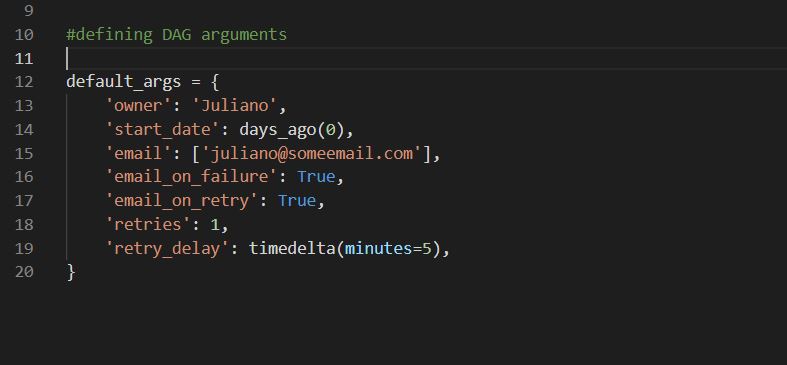 9
10 #defining DAG arguments
11
12 default_args = {
13     'owner': 'Juliano',
14     'start_date': days_ago(0),
15     'email': ['juliano@someemail.com'],
16     'email_on_failure': True,
17     'email_on_retry': True,
18     'retries': 1,
19     'retry_delay': timedelta(minutes=5),
20 }